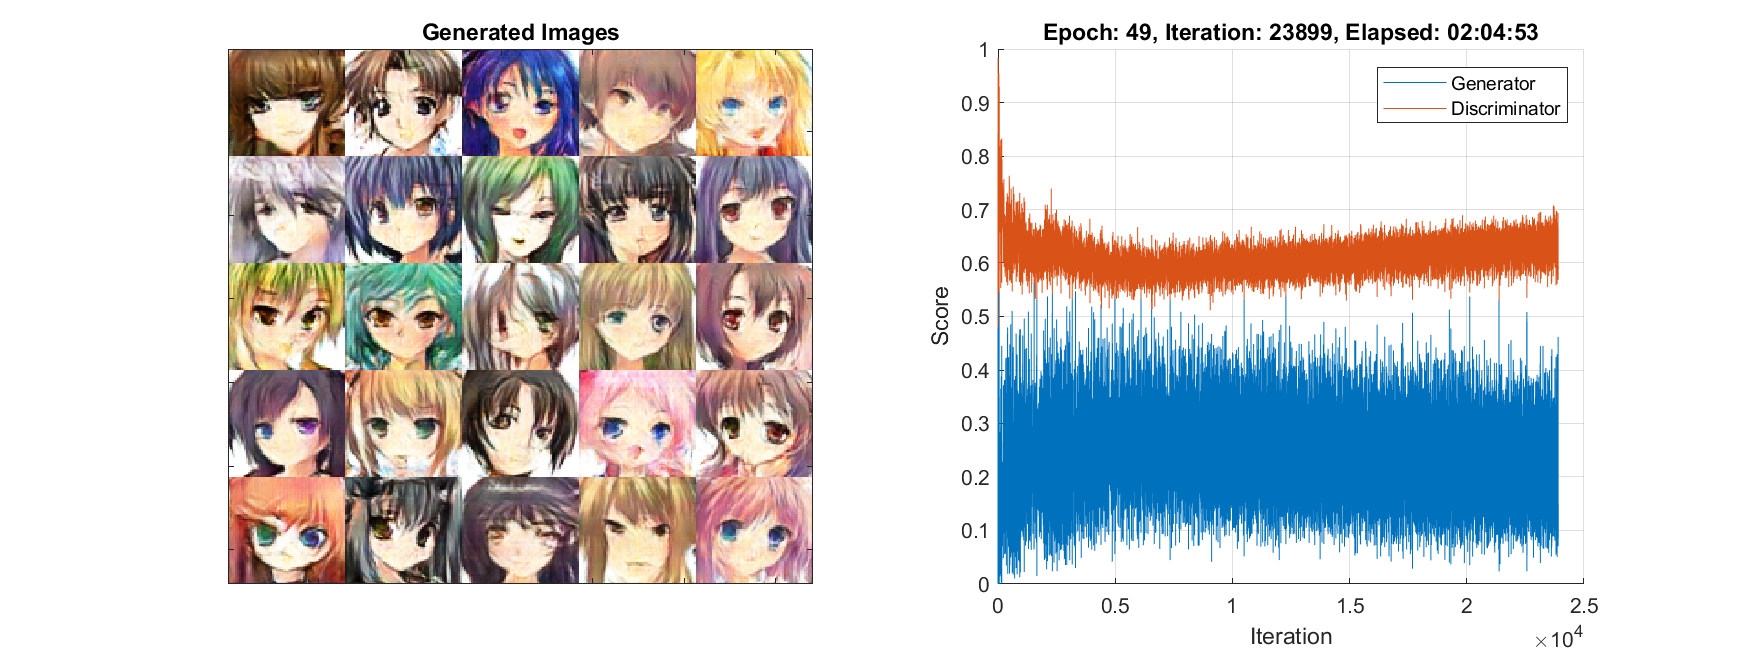 Generated Images
Epoch: 49, Iteration: 23899, Elapsed: 02:04:53
Generator
Discriminator
Score
1
0.9
0.8
0.7
0.6
0.5
0.4
0.3
0.2
0.1
0
0 0.5 1 1.5 2 2.5
Iteration
×10⁴